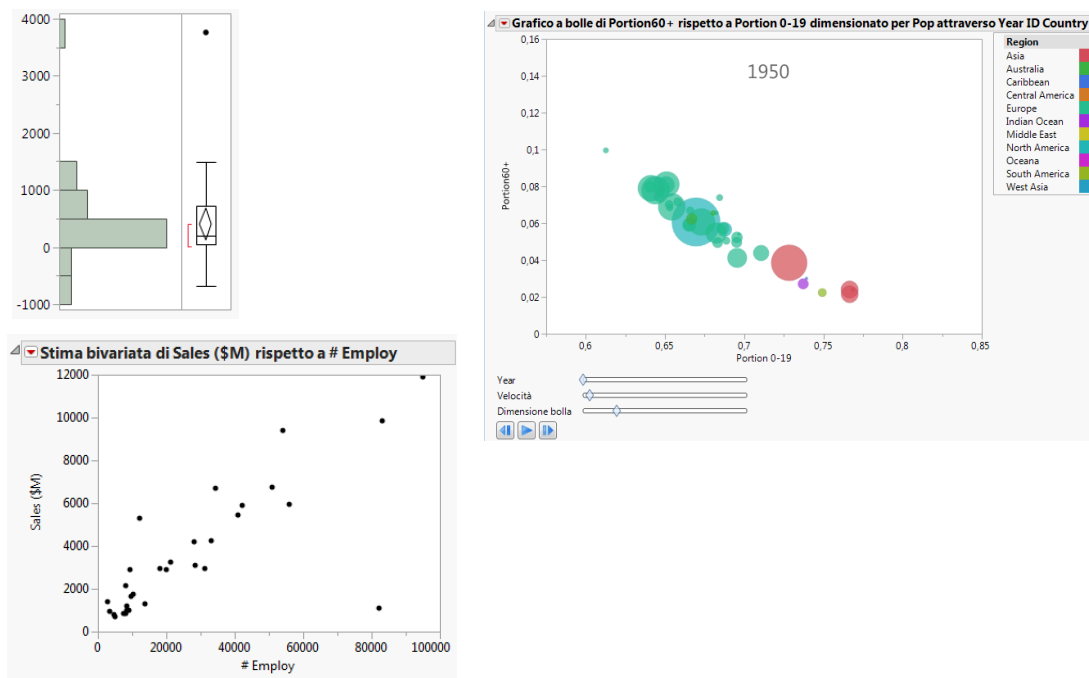 4000
3000
2000
1000
0
-1000
Stima bivariata di Sales ($M) rispetto a # Employ
12000
10000
8000
6000
4000
2000
0
Sales ($M)
0 20000 40000 60000 80000 100000
# Employ
Grafico a bolle di Portion60+ rispetto a Portion 0-19 dimensionato per Pop attraverso Year ID Country
0,16
0,14
0,12
0,1
0,08
0,06
0,04
0,02
0
Portion60+
1950
0,6 0,65 0,7 0,75 0,8 0,85
Portion 0-19
Region
Asia
Australia
Caribbean
Central America
Europe
Indian Ocean
Middle East
North America
Oceana
South America
West Asia
Year
Velocità
Dimensione bolla